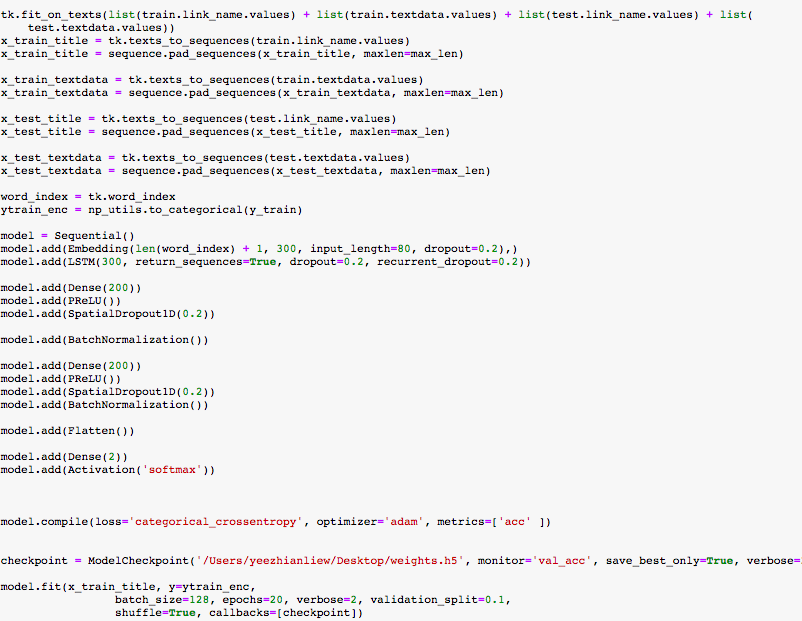 tk.fit_on_texts(list(train.link_name.values) + list(train.textdata.values) + list(test.link_name.values) + list(
    test.textdata.values))
x_train_title = tk.texts_to_sequences(train.link_name.values)
x_train_title = sequence.pad_sequences(x_train_title, maxlen=max_len)

x_train_textdata = tk.texts_to_sequences(train.textdata.values)
x_train_textdata = sequence.pad_sequences(x_train_textdata, maxlen=max_len)

x_test_title = tk.texts_to_sequences(test.link_name.values)
x_test_title = sequence.pad_sequences(x_test_title, maxlen=max_len)

x_test_textdata = tk.texts_to_sequences(test.textdata.values)
x_test_textdata = sequence.pad_sequences(x_test_textdata, maxlen=max_len)

word_index = tk.word_index
ytrain_enc = np_utils.to_categorical(y_train)

model = Sequential()
model.add(Embedding(len(word_index) + 1, 300, input_length=80, dropout=0.2),)
model.add(LSTM(300, return_sequences=True, dropout=0.2, recurrent_dropout=0.2))

model.add(Dense(200))
model.add(PReLU())
model.add(SpatialDropout1D(0.2))

model.add(BatchNormalization())

model.add(Dense(200))
model.add(PReLU())
model.add(SpatialDropout1D(0.2))
model.add(BatchNormalization())

model.add(Flatten())

model.add(Dense(2))
model.add(Activation('softmax'))

model.compile(loss='categorical_crossentropy', optimizer='adam', metrics=['acc' ])

checkpoint = ModelCheckpoint('/Users/yeezhianliew/Desktop/weights.h5', monitor='val_acc', save_best_only=True, verbose=

model.fit(x_train_title, y=ytrain_enc,
                 batch_size=128, epochs=20, verbose=2, validation_split=0.1,
                 shuffle=True, callbacks=[checkpoint])